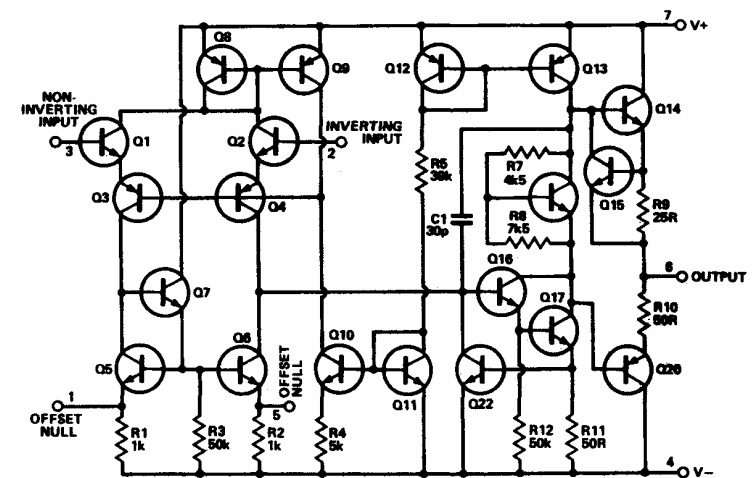 7
V+
Q8
Q9
Q12
Q13
Q14
NON-
INVERTING
INPUT
3
Q1
Q2
INVERTING
INPUT
2
R5
39k
R7
4k5
Q15
Q3
Q4
C1
30p
R8
7k5
R9
25R
Q16
6
OUTPUT
Q7
Q17
R10
50R
Q5
Q6
Q10
Q11
Q22
Q20
1
OFFSET
NULL
5
OFFSET
NULL
R1
1k
R3
50k
R2
1k
R4
5k
R12
50k
R11
50R
4
V−